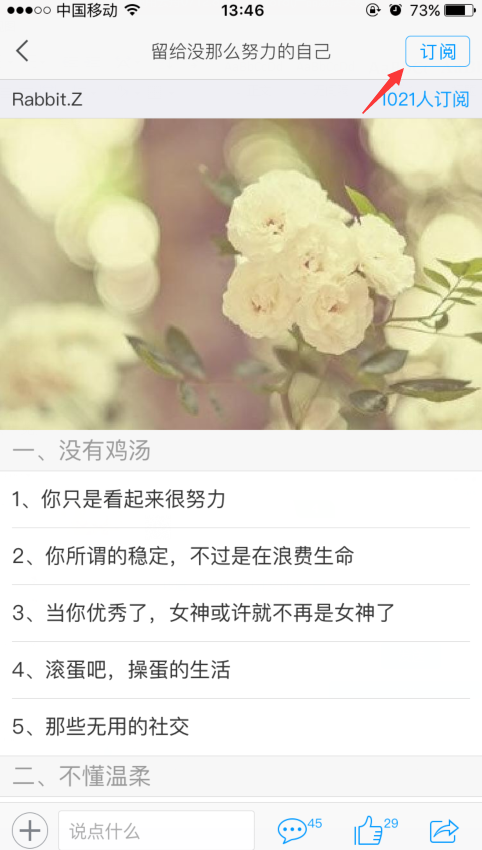 中国移动
13:46
73%
留给没那么努力的自己
订阅
Rabbit.Z
1021人订阅
一、没有鸡汤
1、你只是看起来很努力
2、你所谓的稳定，不过是在浪费生命
3、当你优秀了，女神或许就不再是女神了
4、滚蛋吧，操蛋的生活
5、那些无用的社交
二、不懂温柔
说点什么
45
29